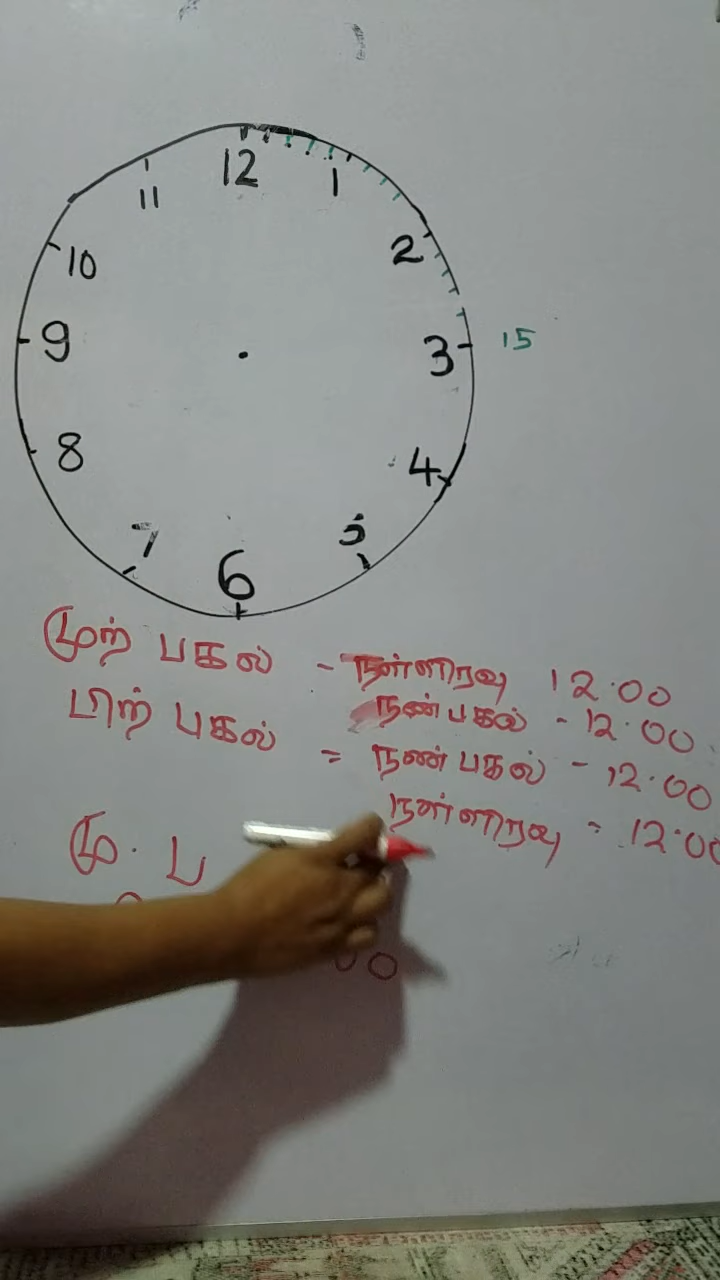 12
11 1
10 2
9 3 15
8 4
7 5
6
முற் பகல் - நள்ளிரவு 12.00
நண்பகல் - 12.00
பிற் பகல் = நண்பகல் - 12.00
நள்ளிரவு - 12.00
மு. ப
00